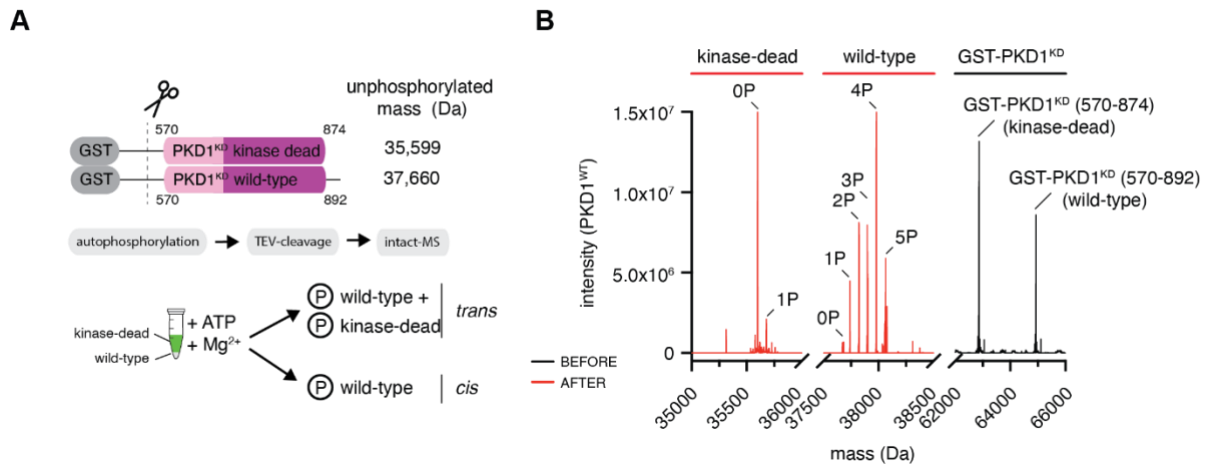 A
unphosphorylated
mass (Da)
570
874
GST
PKD1ᴷᴰ kinase dead
35,599
GST
PKD1ᴷᴰ wild-type
37,660
570
892
autophosphorylation
TEV-cleavage
intact-MS
kinase-dead
wild-type
+ ATP
+ Mg²⁺
P wild-type +
P kinase-dead
trans
P wild-type
cis
B
kinase-dead
wild-type
GST-PKD1ᴷᴰ
0P
4P
1.5x10⁷
GST-PKD1ᴷᴰ (570-874)
(kinase-dead)
3P
2P
GST-PKD1ᴷᴰ (570-892)
(wild-type)
1.0x10⁷
intensity (PKD1ᵂᵀ)
1P
5P
5.0x10⁶
1P
0P
0
BEFORE
AFTER
35000
35500
36000
37500
38000
38500
62000
64000
66000
mass (Da)